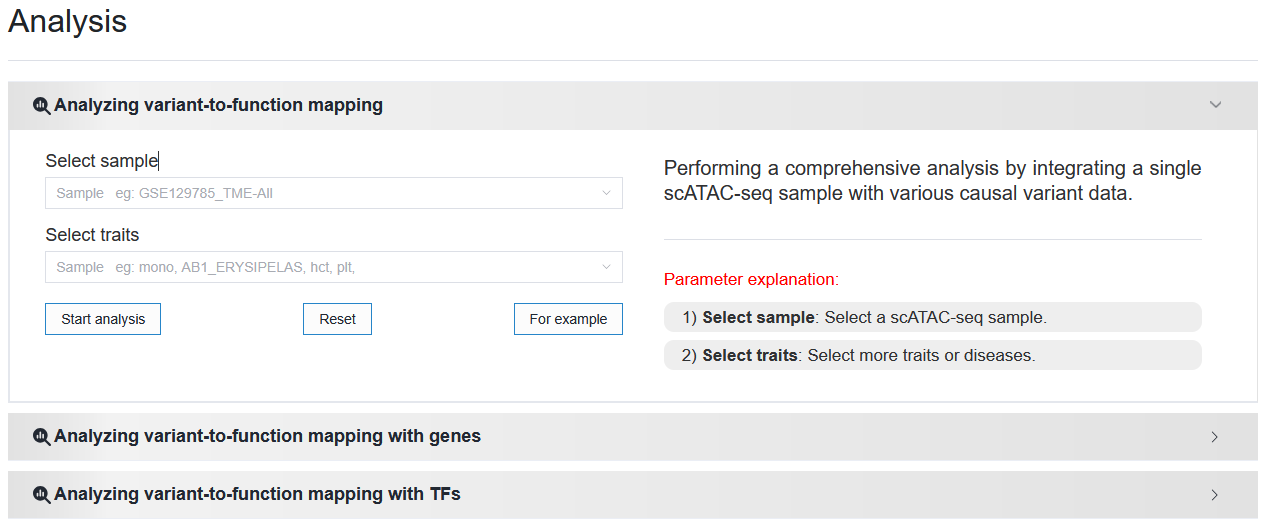 Analysis
Analyzing variant-to-function mapping
Select sample
Sample eg: GSE129785_TME-All
Select traits
Sample eg: mono, AB1_ERYSIPELAS, hct, plt,
Start analysis
Reset
For example
Performing a comprehensive analysis by integrating a single
scATAC-seq sample with various causal variant data.
Parameter explanation:
1) Select sample: Select a scATAC-seq sample.
2) Select traits: Select more traits or diseases.
Analyzing variant-to-function mapping with genes
Analyzing variant-to-function mapping with TFs